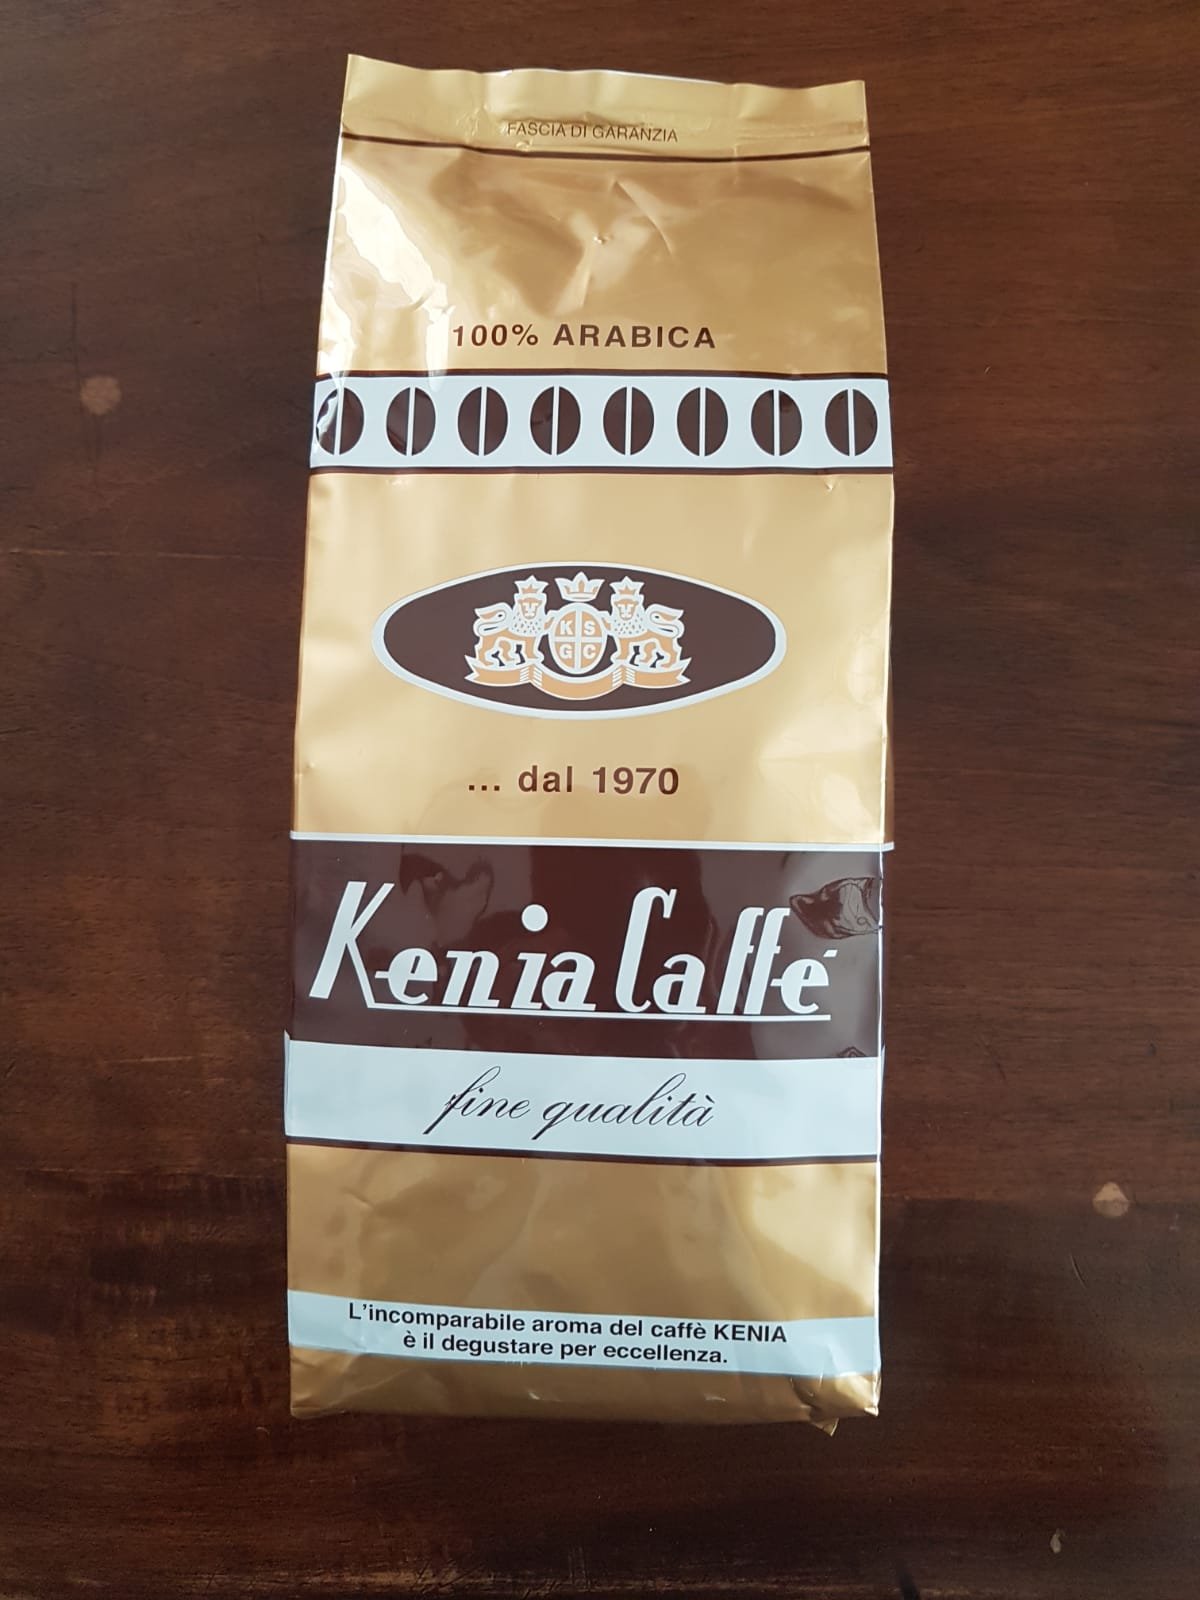 FASCIA DI GARANZIA
100% ARABICA
K S
G C
... dal 1970
Kenia Caffé
fine qualità
L'incomparabile aroma del caffè KENIA
è il degustare per eccellenza.